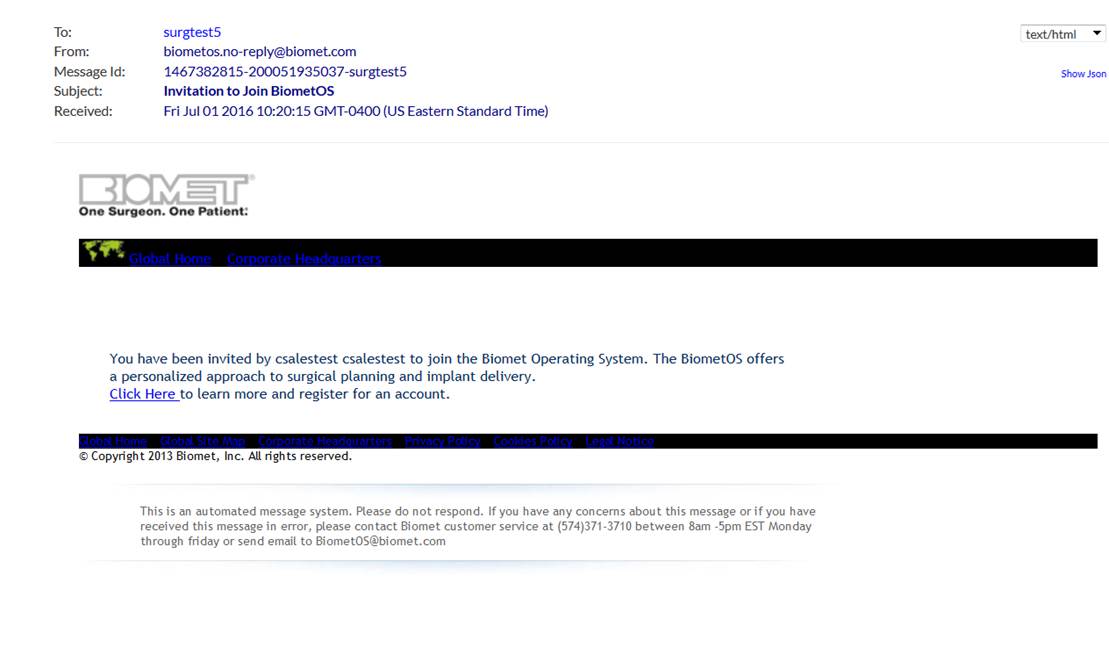 To: surgtest5 text/html
From: biometos.no-reply@biomet.com
Message Id: 1467382815-200051935037-surgtest5 Show Json
Subject: Invitation to Join BiometOS
Received: Fri Jul 01 2016 10:20:15 GMT-0400 (US Eastern Standard Time)
BIOMET®
One Surgeon. One Patient.
Global Home Corporate Headquarters
You have been invited by csalestest csalestest to join the Biomet Operating System. The BiometOS offers
a personalized approach to surgical planning and implant delivery.
Click Here to learn more and register for an account.
Global Home Global Site Map Corporate Headquarters Privacy Policy Cookies Policy Legal Notice
© Copyright 2013 Biomet, Inc. All rights reserved.
This is an automated message system. Please do not respond. If you have any concerns about this message or if you have
received this message in error, please contact Biomet customer service at (574)371-3710 between 8am -5pm EST Monday
through friday or send email to BiometOS@biomet.com